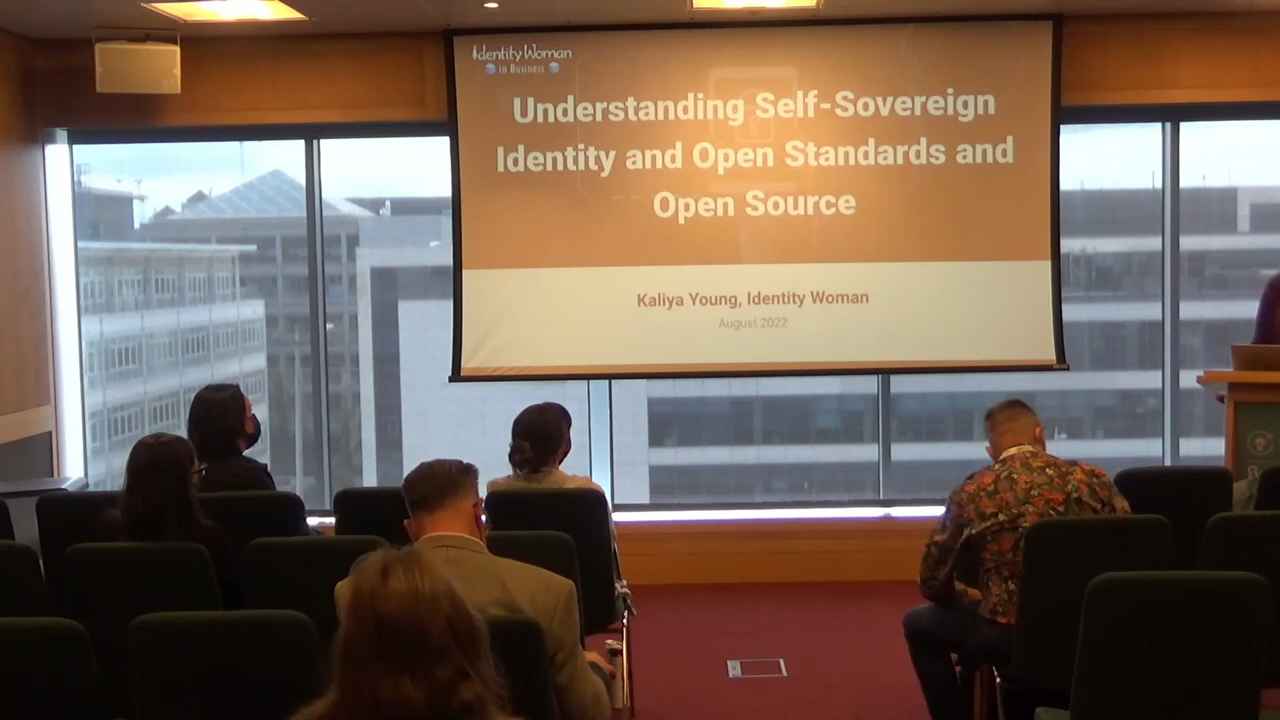 Identity Woman
in Business
Understanding Self-Sovereign
Identity and Open Standards and
Open Source
Kaliya Young, Identity Woman
August 2022